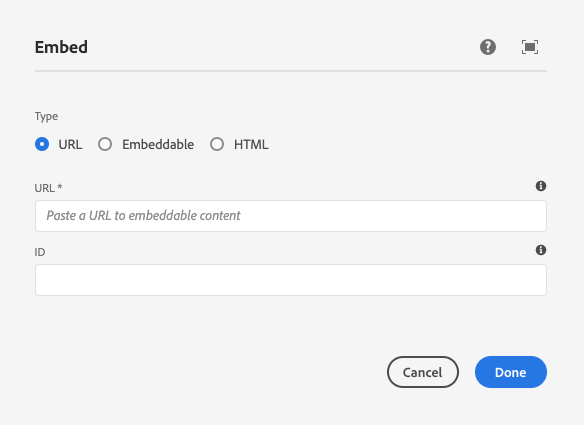 Embed
Type
URL Embeddable HTML
URL *
Paste a URL to embeddable content
ID
Cancel Done